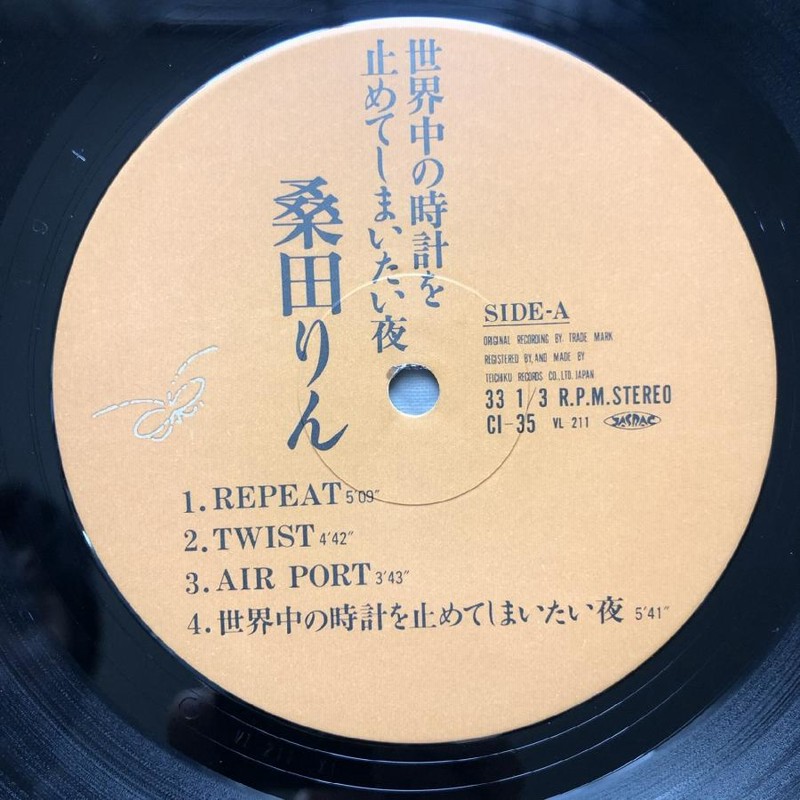 世界中の時計を
止めてしまいたい夜
桑田りん
SIDE-A
ORIGINAL RECORDING BY TRADE MARK
REGISTERED BY, AND MADE BY
TEICHIKU RECORDS CO., LTD. JAPAN
33 1/3 R.P.M. STEREO
CI-35 VL 211 JASRAC
1. REPEAT 5'09"
2. TWIST 4'42"
3. AIR PORT 3'43"
4. 世界中の時計を止めてしまいたい夜 5'41"